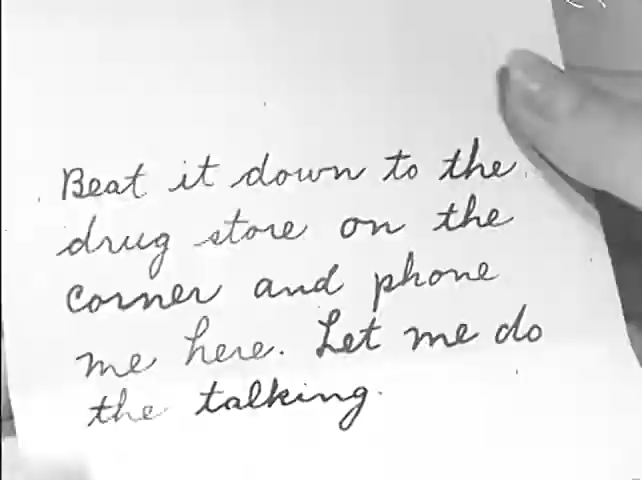 Beat it down to the
drug store on the
corner and phone
me here. Let me do
the talking.